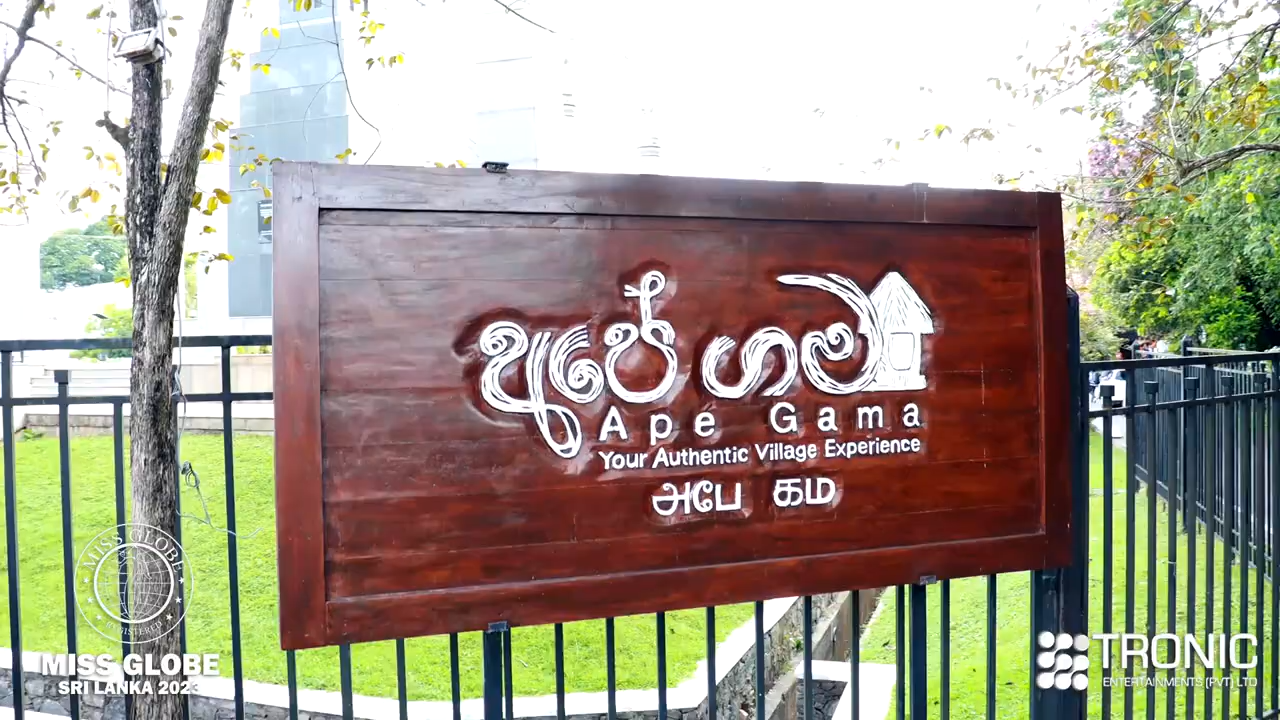 අපේ ගම
Ape Gama
Your Authentic Village Experience
அபே கம
MISS GLOBE
REGISTERED
MISS GLOBE
SRI LANKA 2023
TRONIC
ENTERTAINMENTS (PVT) LTD